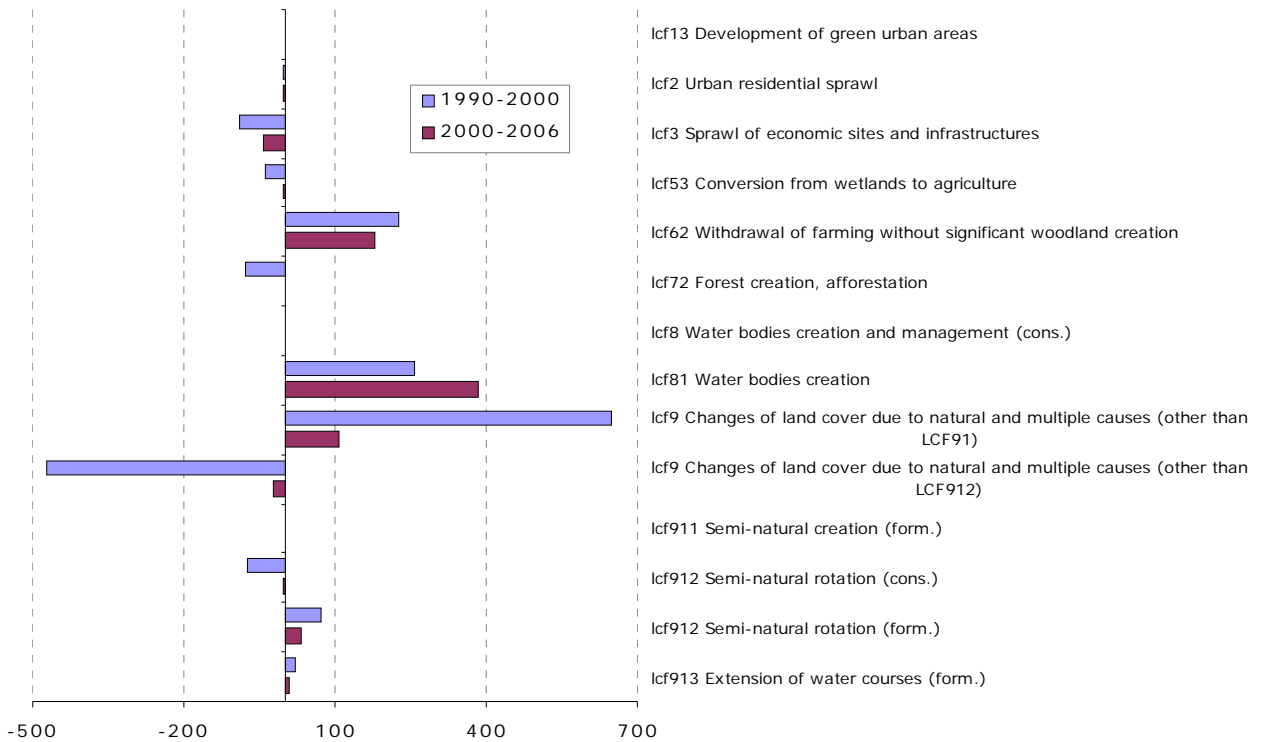 lcf13 Development of green urban areas
lcf2 Urban residential sprawl
1990-2000
2000-2006
lcf3 Sprawl of economic sites and infrastructures
lcf53 Conversion from wetlands to agriculture
lcf62 Withdrawal of farming without significant woodland creation
lcf72 Forest creation, afforestation
lcf8 Water bodies creation and management (cons.)
lcf81 Water bodies creation
lcf9 Changes of land cover due to natural and multiple causes (other than
LCF91)
lcf9 Changes of land cover due to natural and multiple causes (other than
LCF912)
lcf911 Semi-natural creation (form.)
lcf912 Semi-natural rotation (cons.)
lcf912 Semi-natural rotation (form.)
lcf913 Extension of water courses (form.)
-500 -200 100 400 700